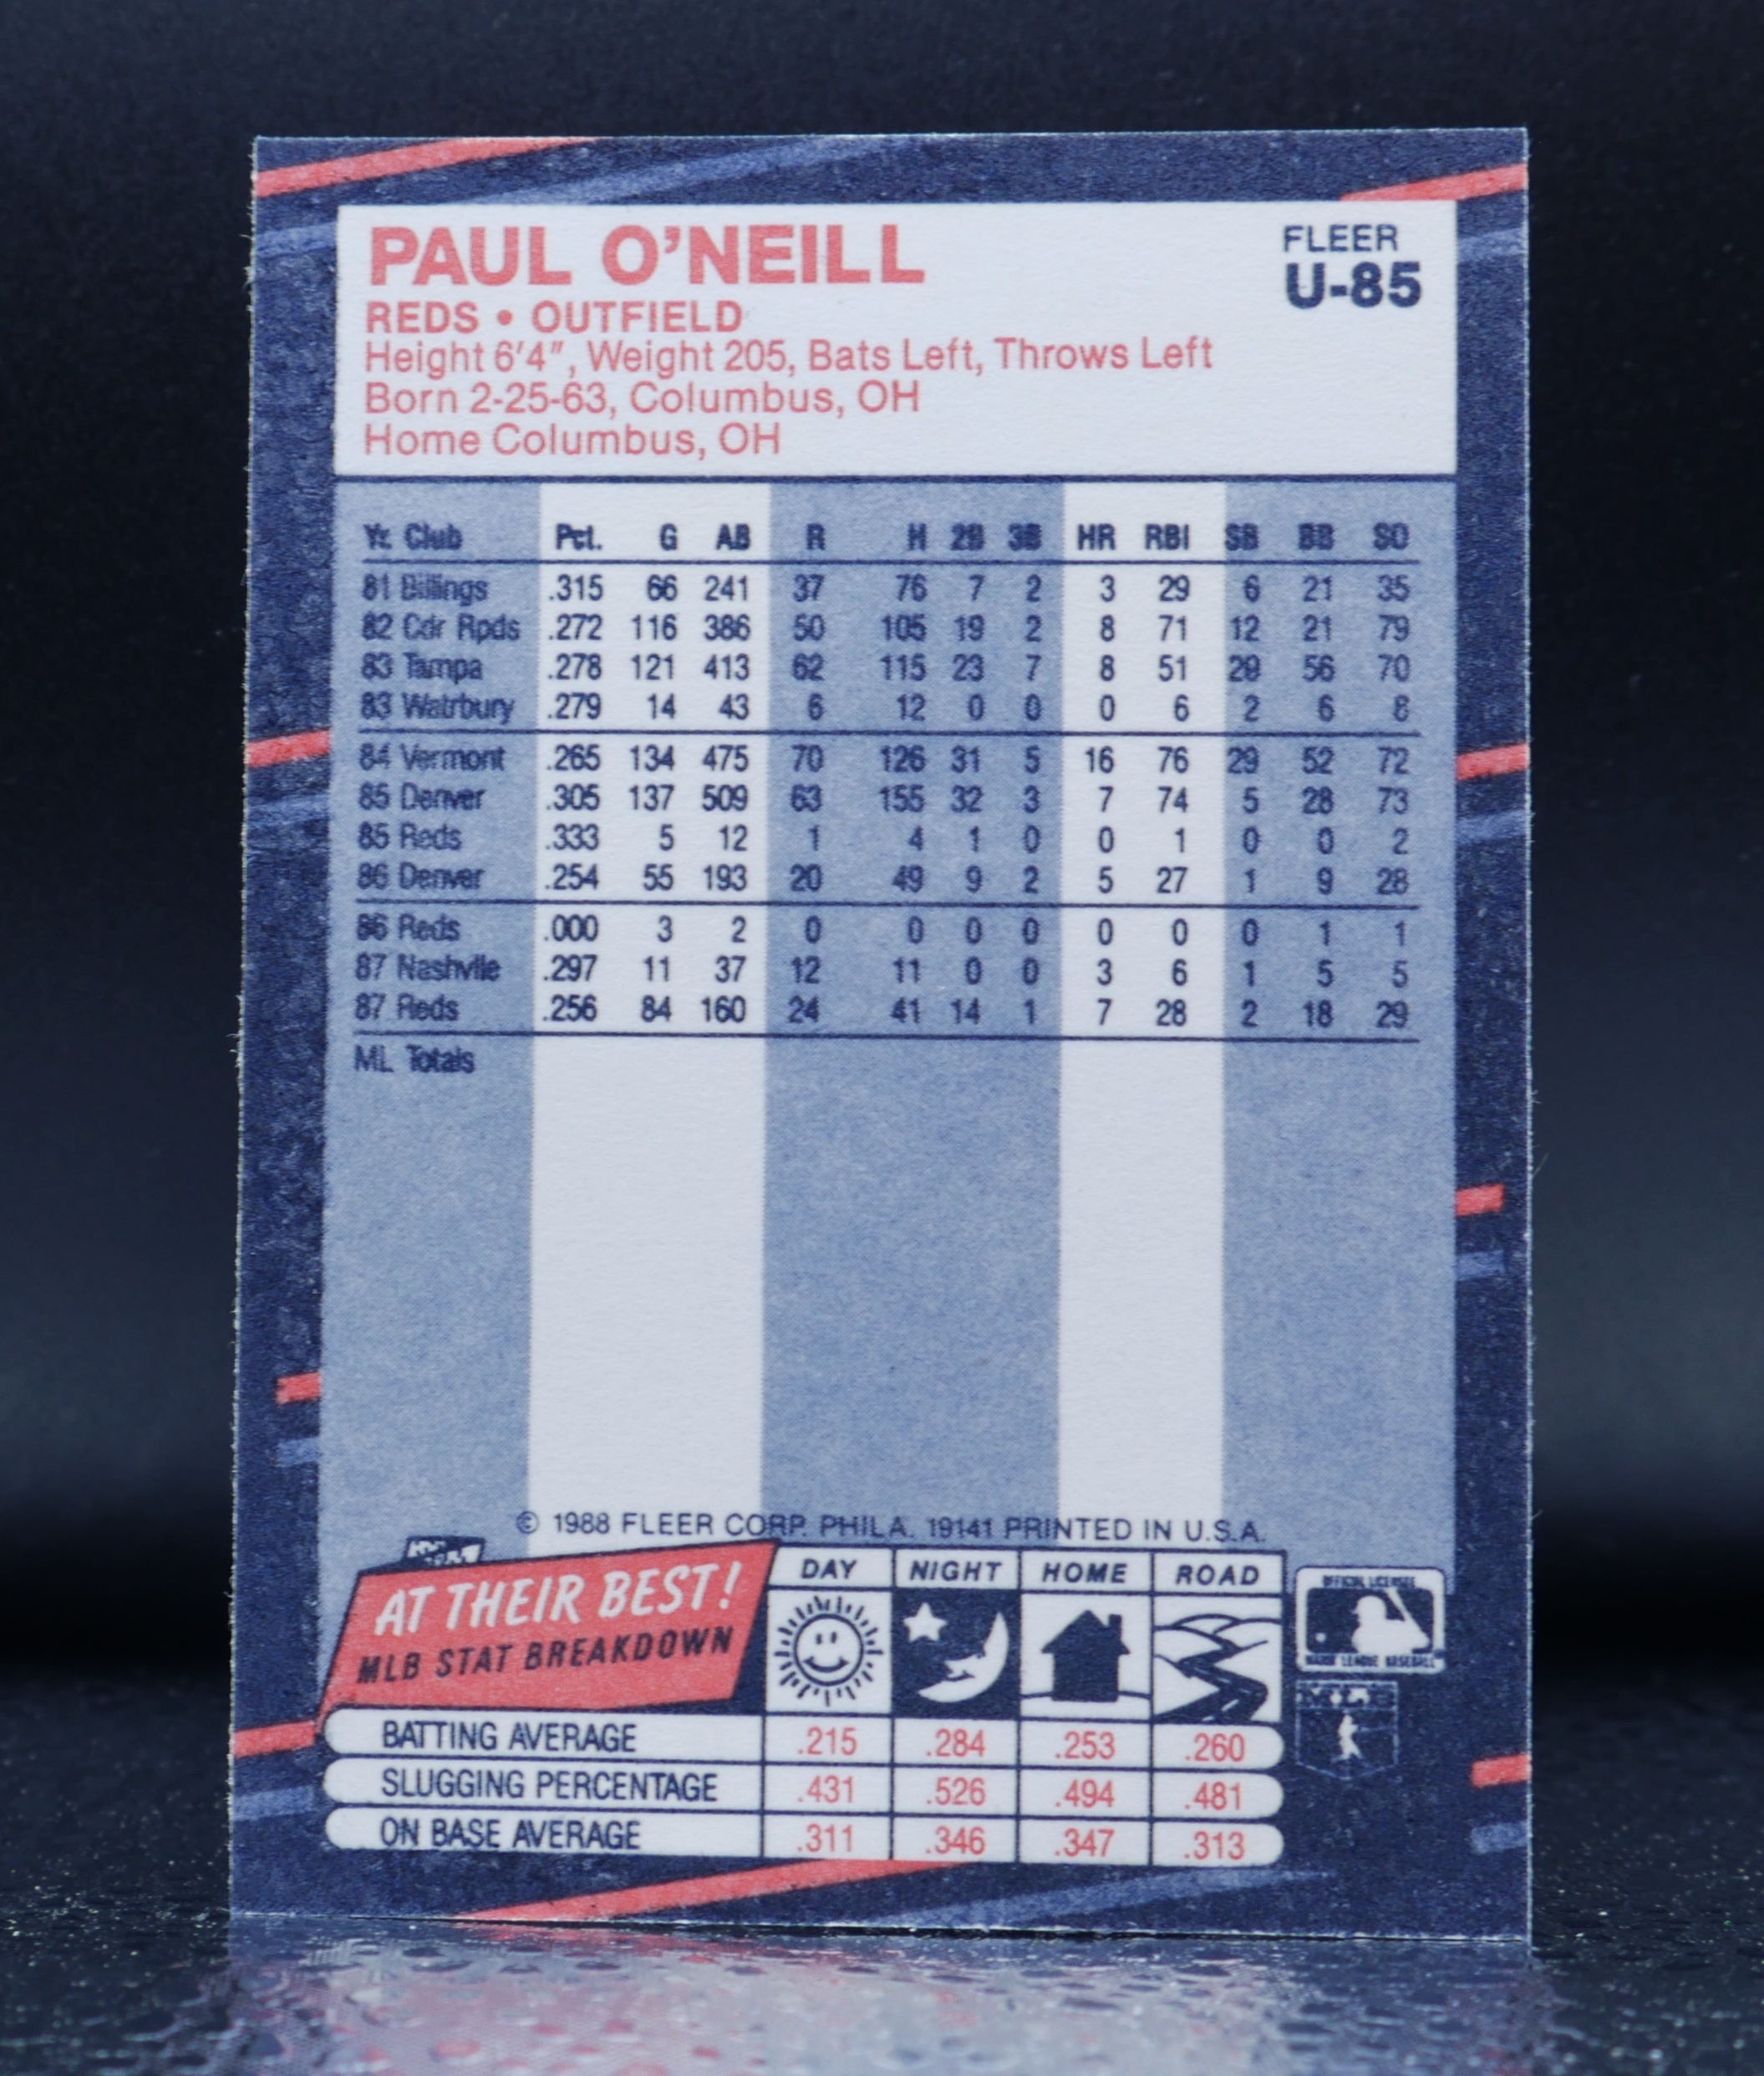 PAUL O'NEILL
FLEER
U-85
REDS • OUTFIELD
Height 6'4", Weight 205, Bats Left, Throws Left
Born 2-25-63, Columbus, OH
Home Columbus, OH
Yr. Club Pct. G AB R H 2B 3B HR RBI SB BB SO
81 Billings .315 66 241 37 76 7 2 3 29 6 21 35
82 Cdr Rpds .272 116 386 50 105 19 2 8 71 12 21 79
83 Tampa .278 121 413 62 115 23 7 8 51 20 56 70
83 Watrbury .279 14 43 6 12 0 0 0 6 2 6 8
84 Vermont .265 134 475 70 126 31 5 16 76 29 52 72
85 Denver .305 137 509 63 155 32 3 7 74 5 28 73
85 Reds .333 5 12 1 4 1 0 0 1 0 0 2
86 Denver .254 55 193 20 49 9 2 5 27 1 9 28
86 Reds .000 3 2 0 0 0 0 0 0 0 1 1
87 Nashvlle .297 11 37 12 11 0 0 3 6 1 5 5
87 Reds .256 84 160 24 41 14 1 7 28 2 18 29
ML Totals
© 1988 FLEER CORP. PHILA. 19141 PRINTED IN U.S.A.
AT THEIR BEST!
MLB STAT BREAKDOWN
DAY NIGHT HOME ROAD
OFFICIAL LICENSEE
MAJOR LEAGUE BASEBALL
MLB
BATTING AVERAGE .215 .284 .253 .260
SLUGGING PERCENTAGE .431 .526 .494 .481
ON BASE AVERAGE .311 .346 .347 .313